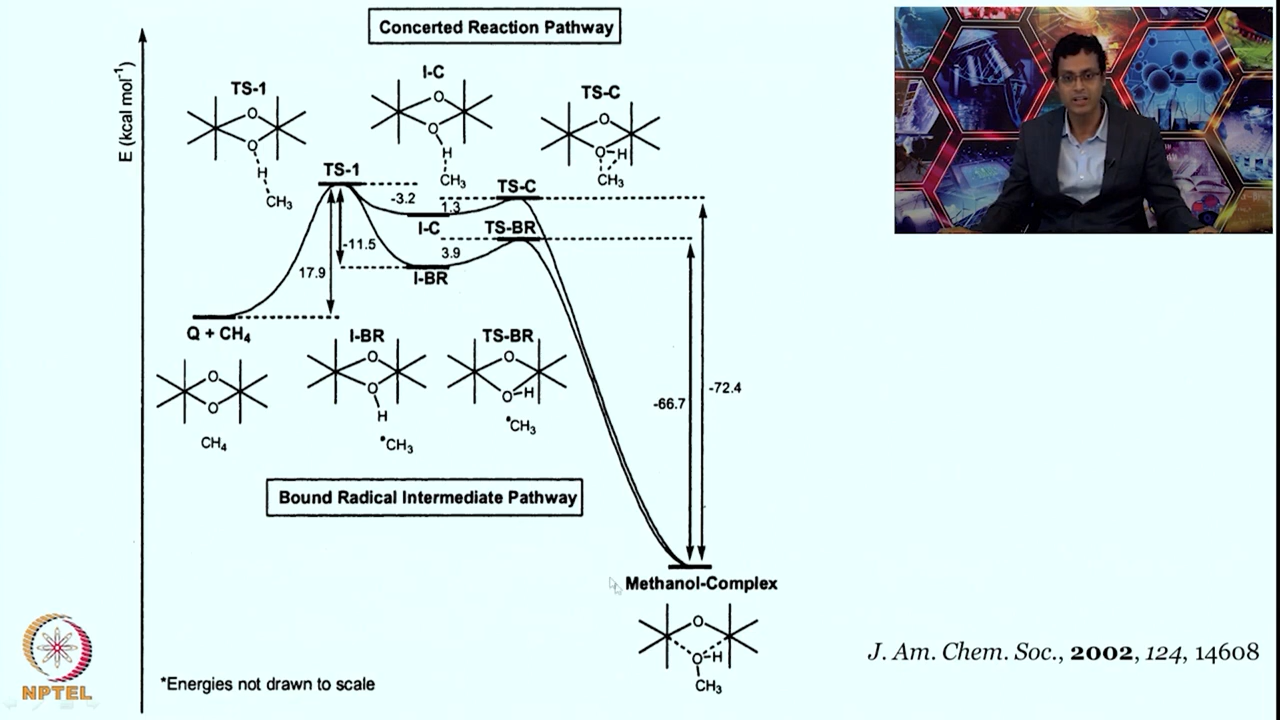 Concerted Reaction Pathway
E (kcal mol⁻¹)
TS-1
O
O
H
CH₃
I-C
O
O
H
CH₃
TS-C
O
O H
CH₃
TS-1
-3.2
TS-C
1.3
I-C
TS-BR
-11.5
3.9
17.9
I-BR
Q + CH₄
O
O
CH₄
I-BR
O
O
H
•CH₃
TS-BR
O
O H
•CH₃
-66.7
-72.4
Bound Radical Intermediate Pathway
Methanol-Complex
O
O-H
CH₃
J. Am. Chem. Soc., 2002, 124, 14608
*Energies not drawn to scale
NPTEL